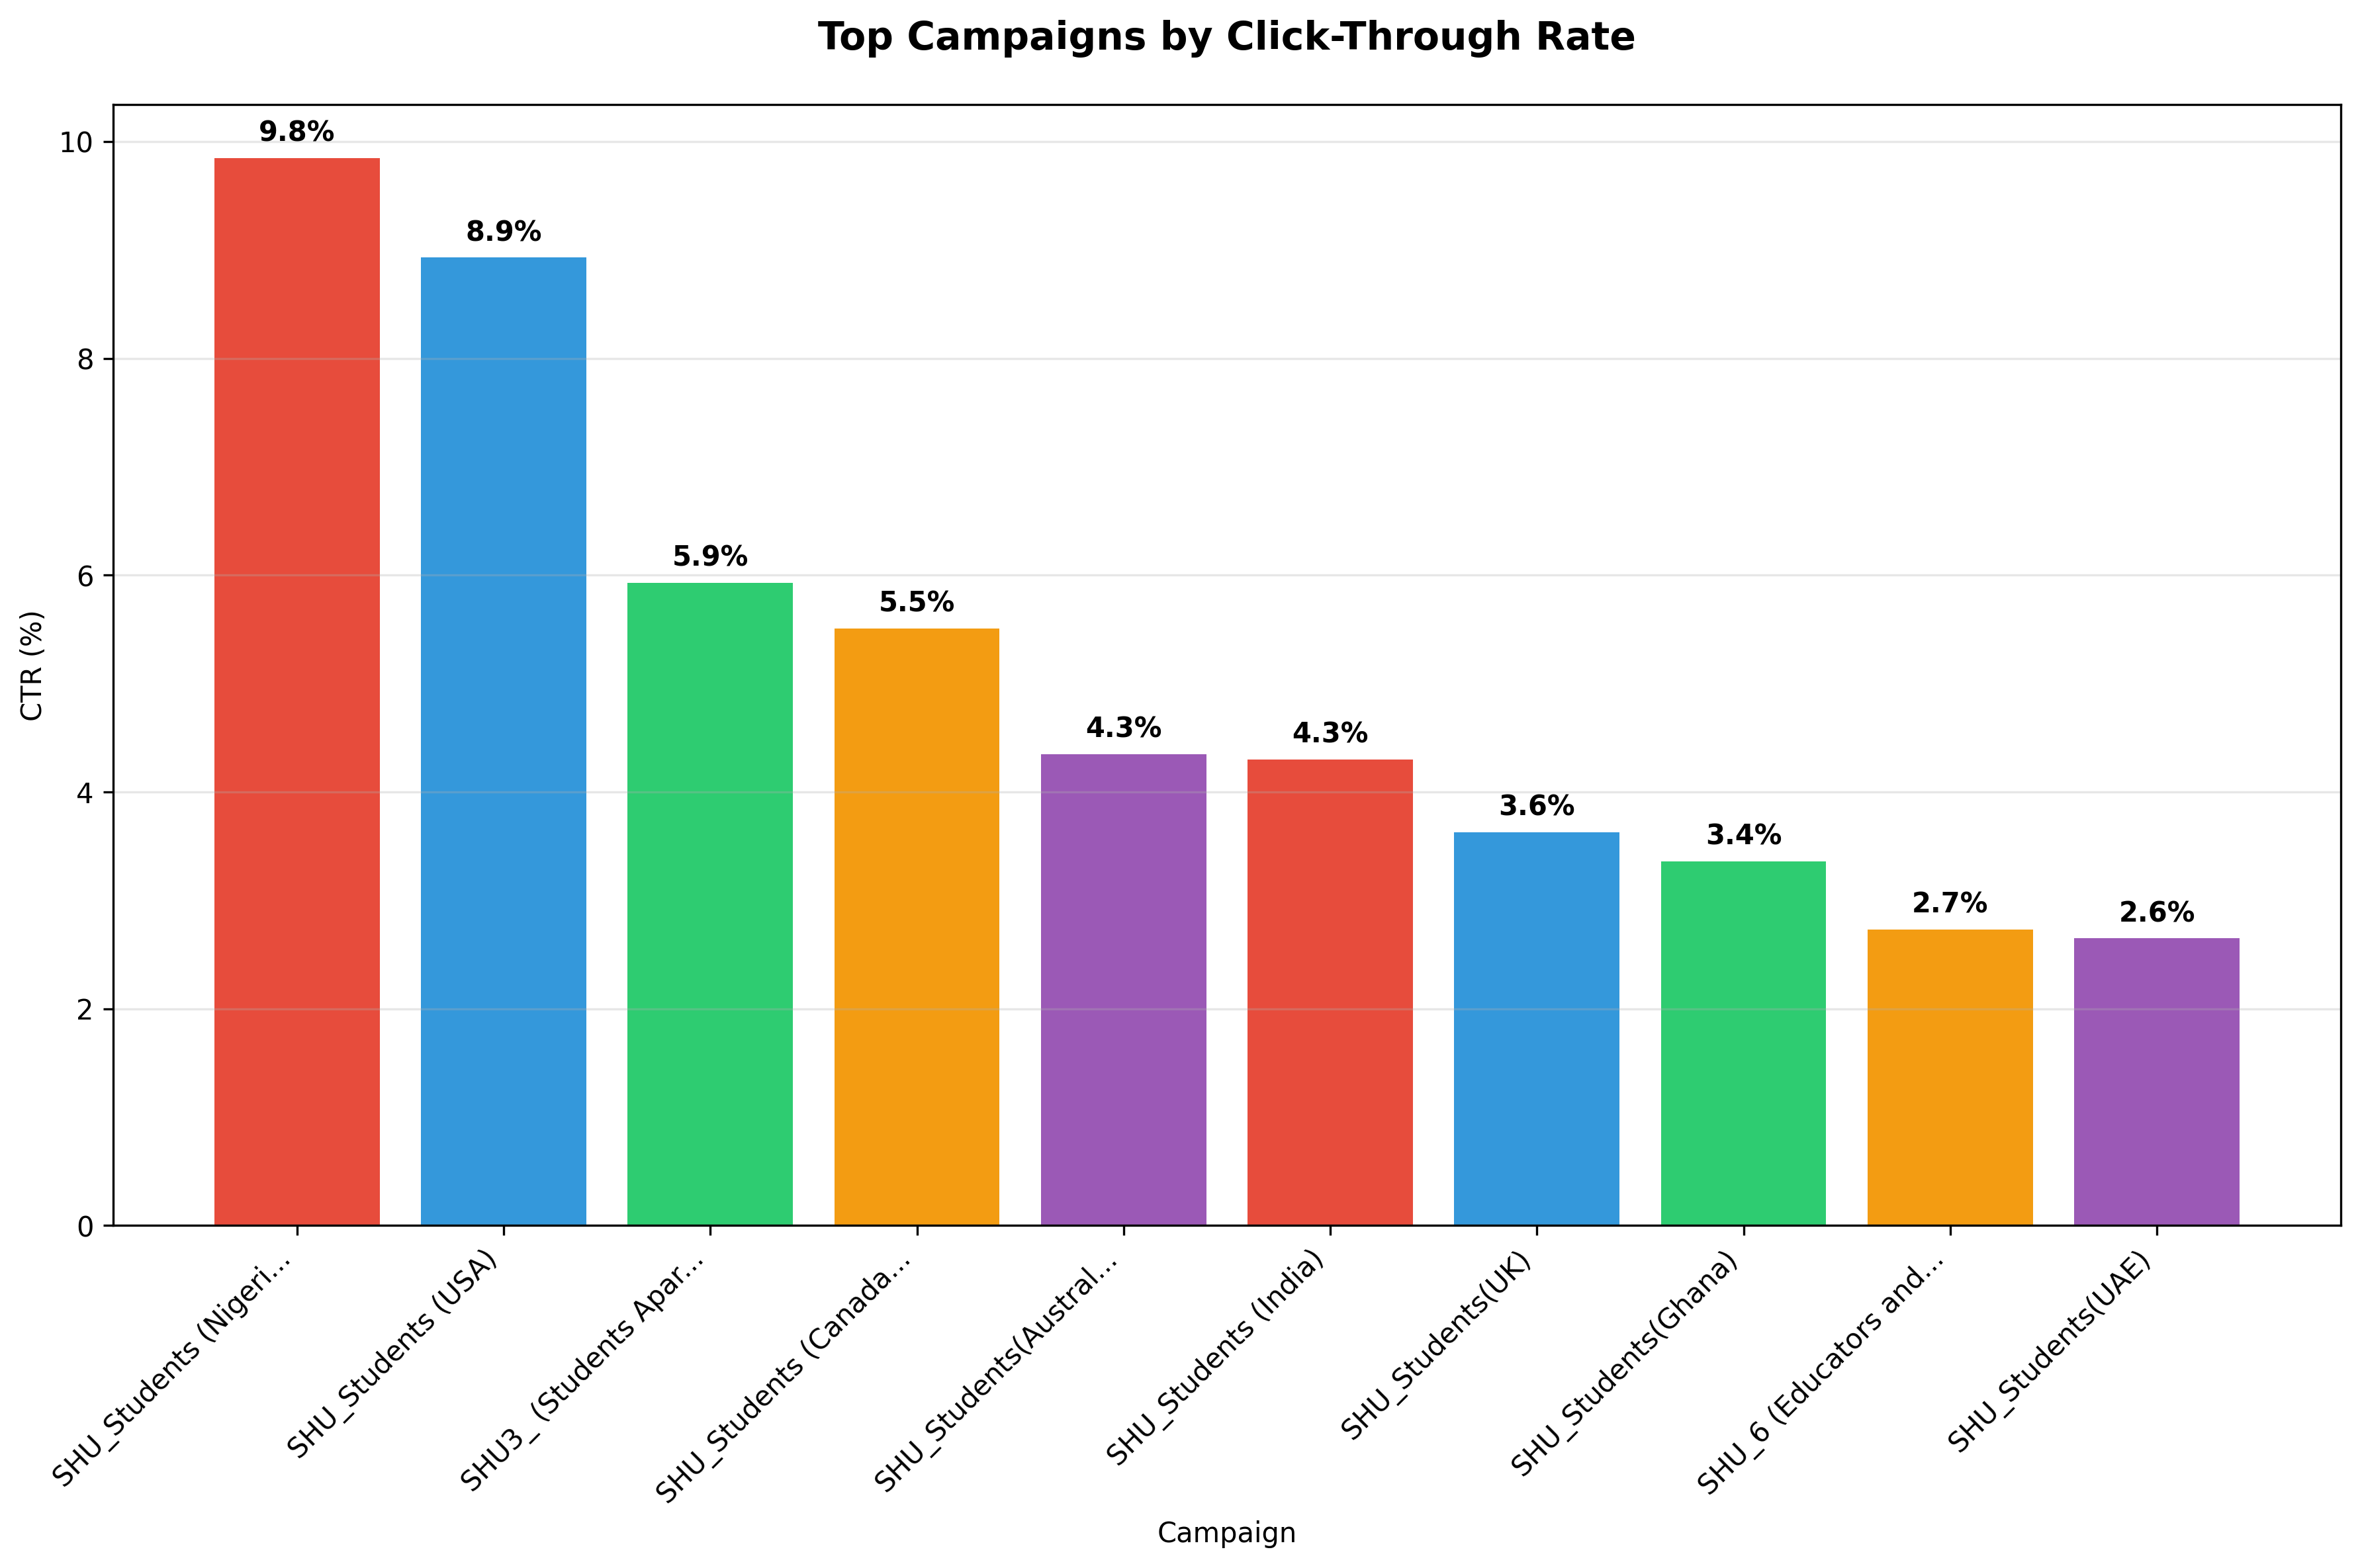 Top Campaigns by Click-Through Rate
CTR (%)
10
8
6
4
2
0
9.8%
8.9%
5.9%
5.5%
4.3%
4.3%
3.6%
3.4%
2.7%
2.6%
SHU_Students (Nigeri...
SHU_Students (USA)
SHU3_ (Students Apar...
SHU_Students (Canada...
SHU_Students(Austral...
SHU_Students (India)
SHU_Students(UK)
SHU_Students(Ghana)
SHU_6 (Educators and...
SHU_Students(UAE)
Campaign